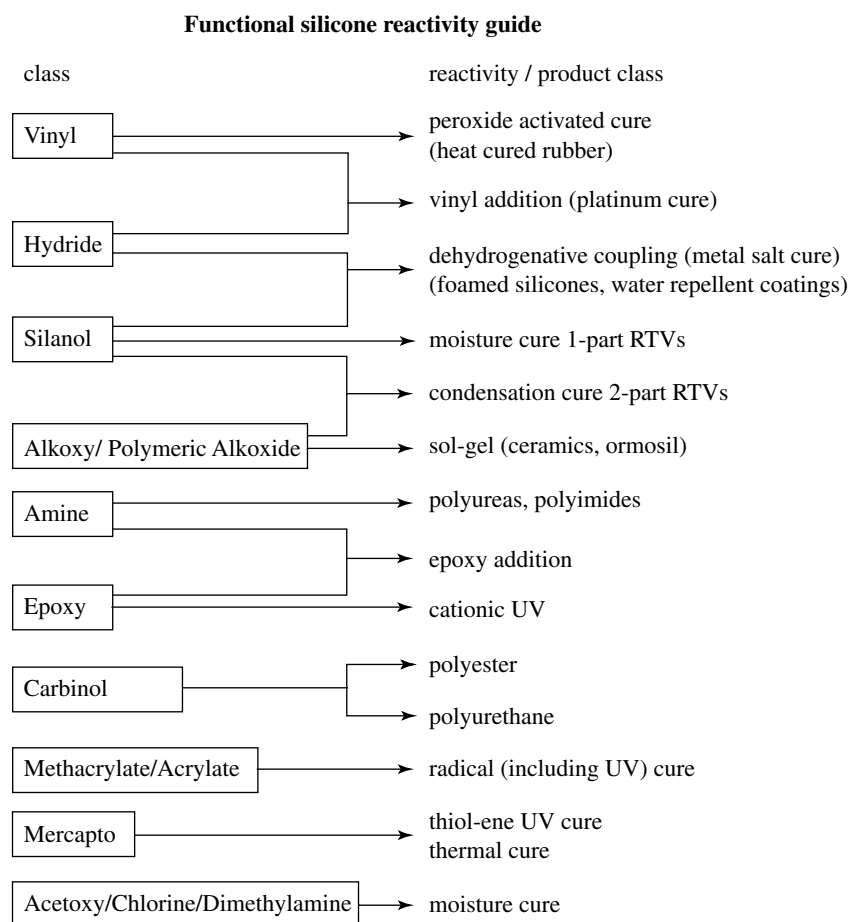 Functional silicone reactivity guide
class
reactivity / product class
Vinyl
peroxide activated cure
(heat cured rubber)
vinyl addition (platinum cure)
Hydride
dehydrogenative coupling (metal salt cure)
(foamed silicones, water repellent coatings)
Silanol
moisture cure 1-part RTVs
condensation cure 2-part RTVs
Alkoxy/ Polymeric Alkoxide
sol-gel (ceramics, ormosil)
Amine
polyureas, polyimides
epoxy addition
Epoxy
cationic UV
Carbinol
polyester
polyurethane
Methacrylate/Acrylate
radical (including UV) cure
Mercapto
thiol-ene UV cure
thermal cure
Acetoxy/Chlorine/Dimethylamine
moisture cure